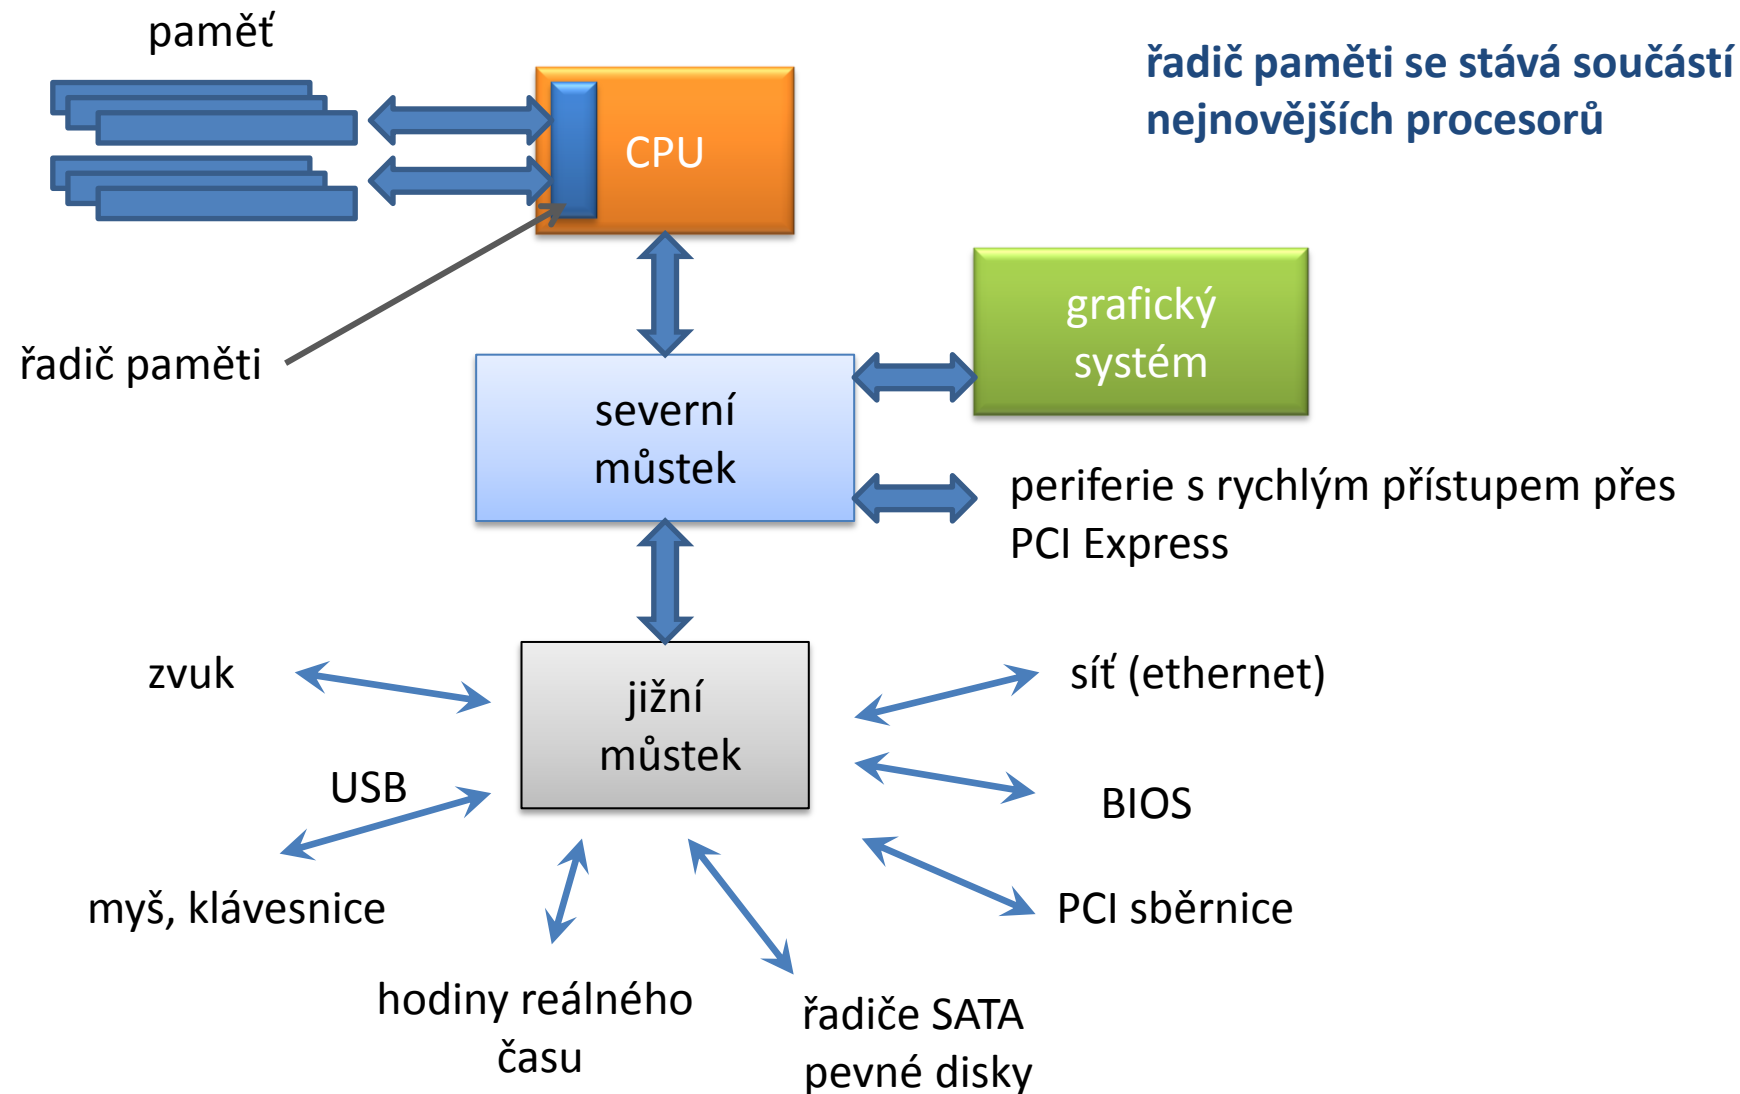 paměť
řadič paměti se stává součástí
nejnovějších procesorů
CPU
grafický
systém
řadič paměti
severní
můstek
periferie s rychlým přístupem přes
PCI Express
zvuk
jižní
můstek
síť (ethernet)
USB
BIOS
myš, klávesnice
PCI sběrnice
hodiny reálného
času
řadiče SATA
pevné disky